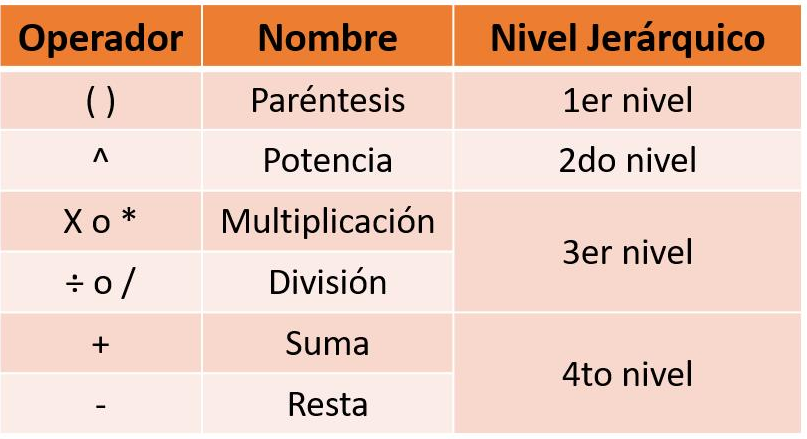 Operador Nombre Nivel Jerárquico
( ) Paréntesis 1er nivel
^ Potencia 2do nivel
X o * Multiplicación
3er nivel
÷ o / División
+ Suma
4to nivel
- Resta